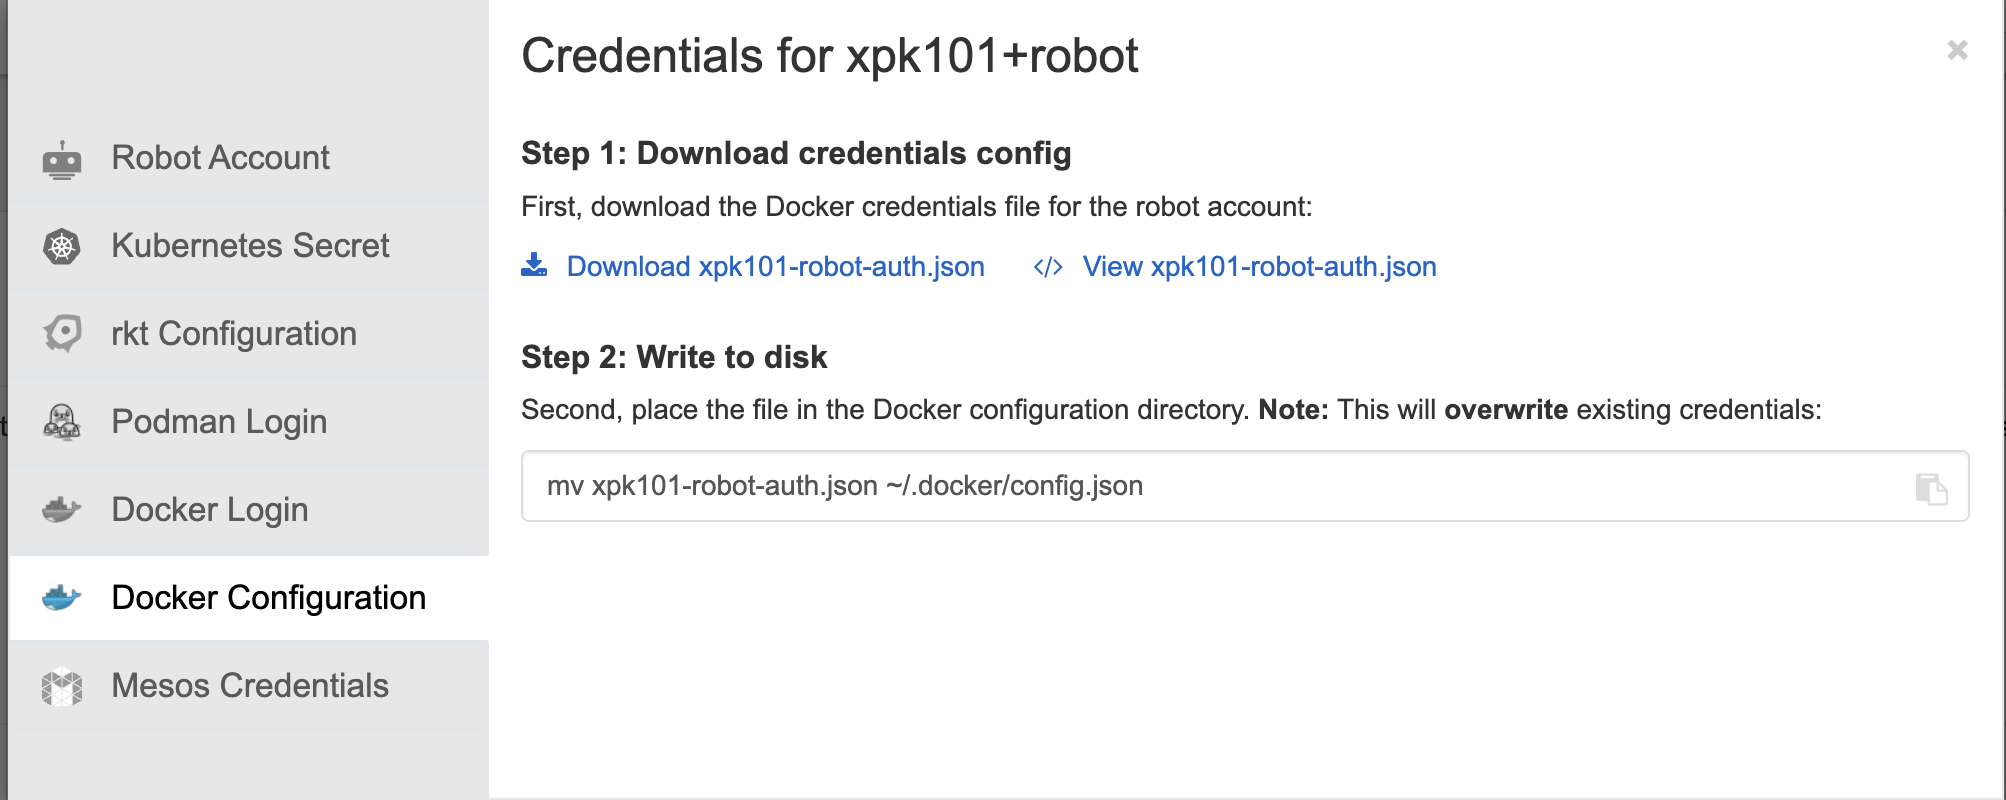 Credentials for xpk101+robot
Robot Account
Kubernetes Secret
rkt Configuration
Podman Login
Docker Login
Docker Configuration
Mesos Credentials
Step 1: Download credentials config
First, download the Docker credentials file for the robot account:
Download xpk101-robot-auth.json </> View xpk101-robot-auth.json
Step 2: Write to disk
Second, place the file in the Docker configuration directory. Note: This will overwrite existing credentials:
mv xpk101-robot-auth.json ~/.docker/config.json